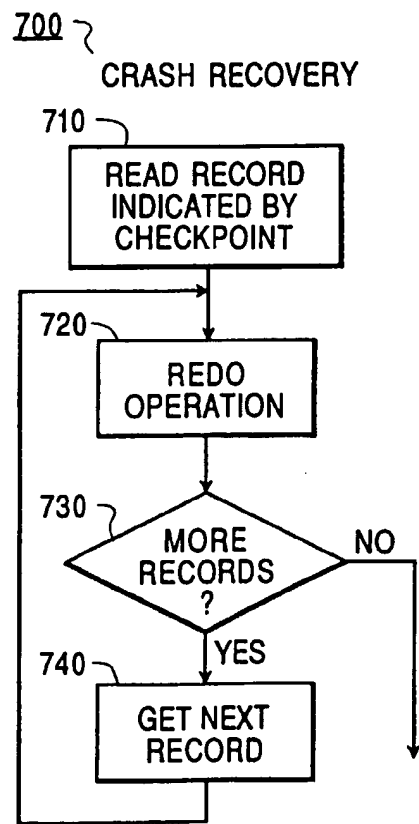 700
CRASH RECOVERY
710
READ RECORD
INDICATED BY
CHECKPOINT
720
REDO
OPERATION
730
MORE
RECORDS
?
NO
YES
740
GET NEXT
RECORD